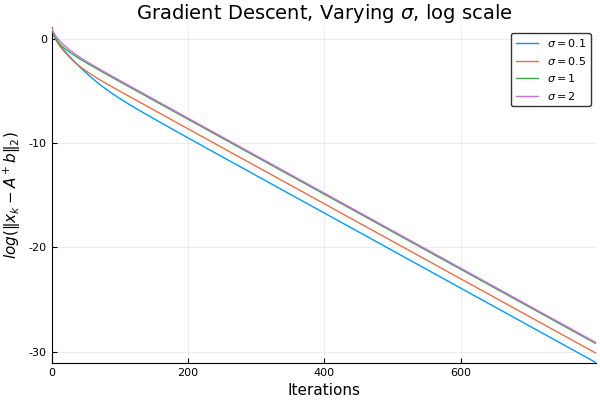 Gradient Descent, Varying σ, log scale
σ = 0.1
σ = 0.5
σ = 1
σ = 2
log(‖x_k − A⁺b‖₂)
0
-10
-20
-30
0 200 400 600
Iterations